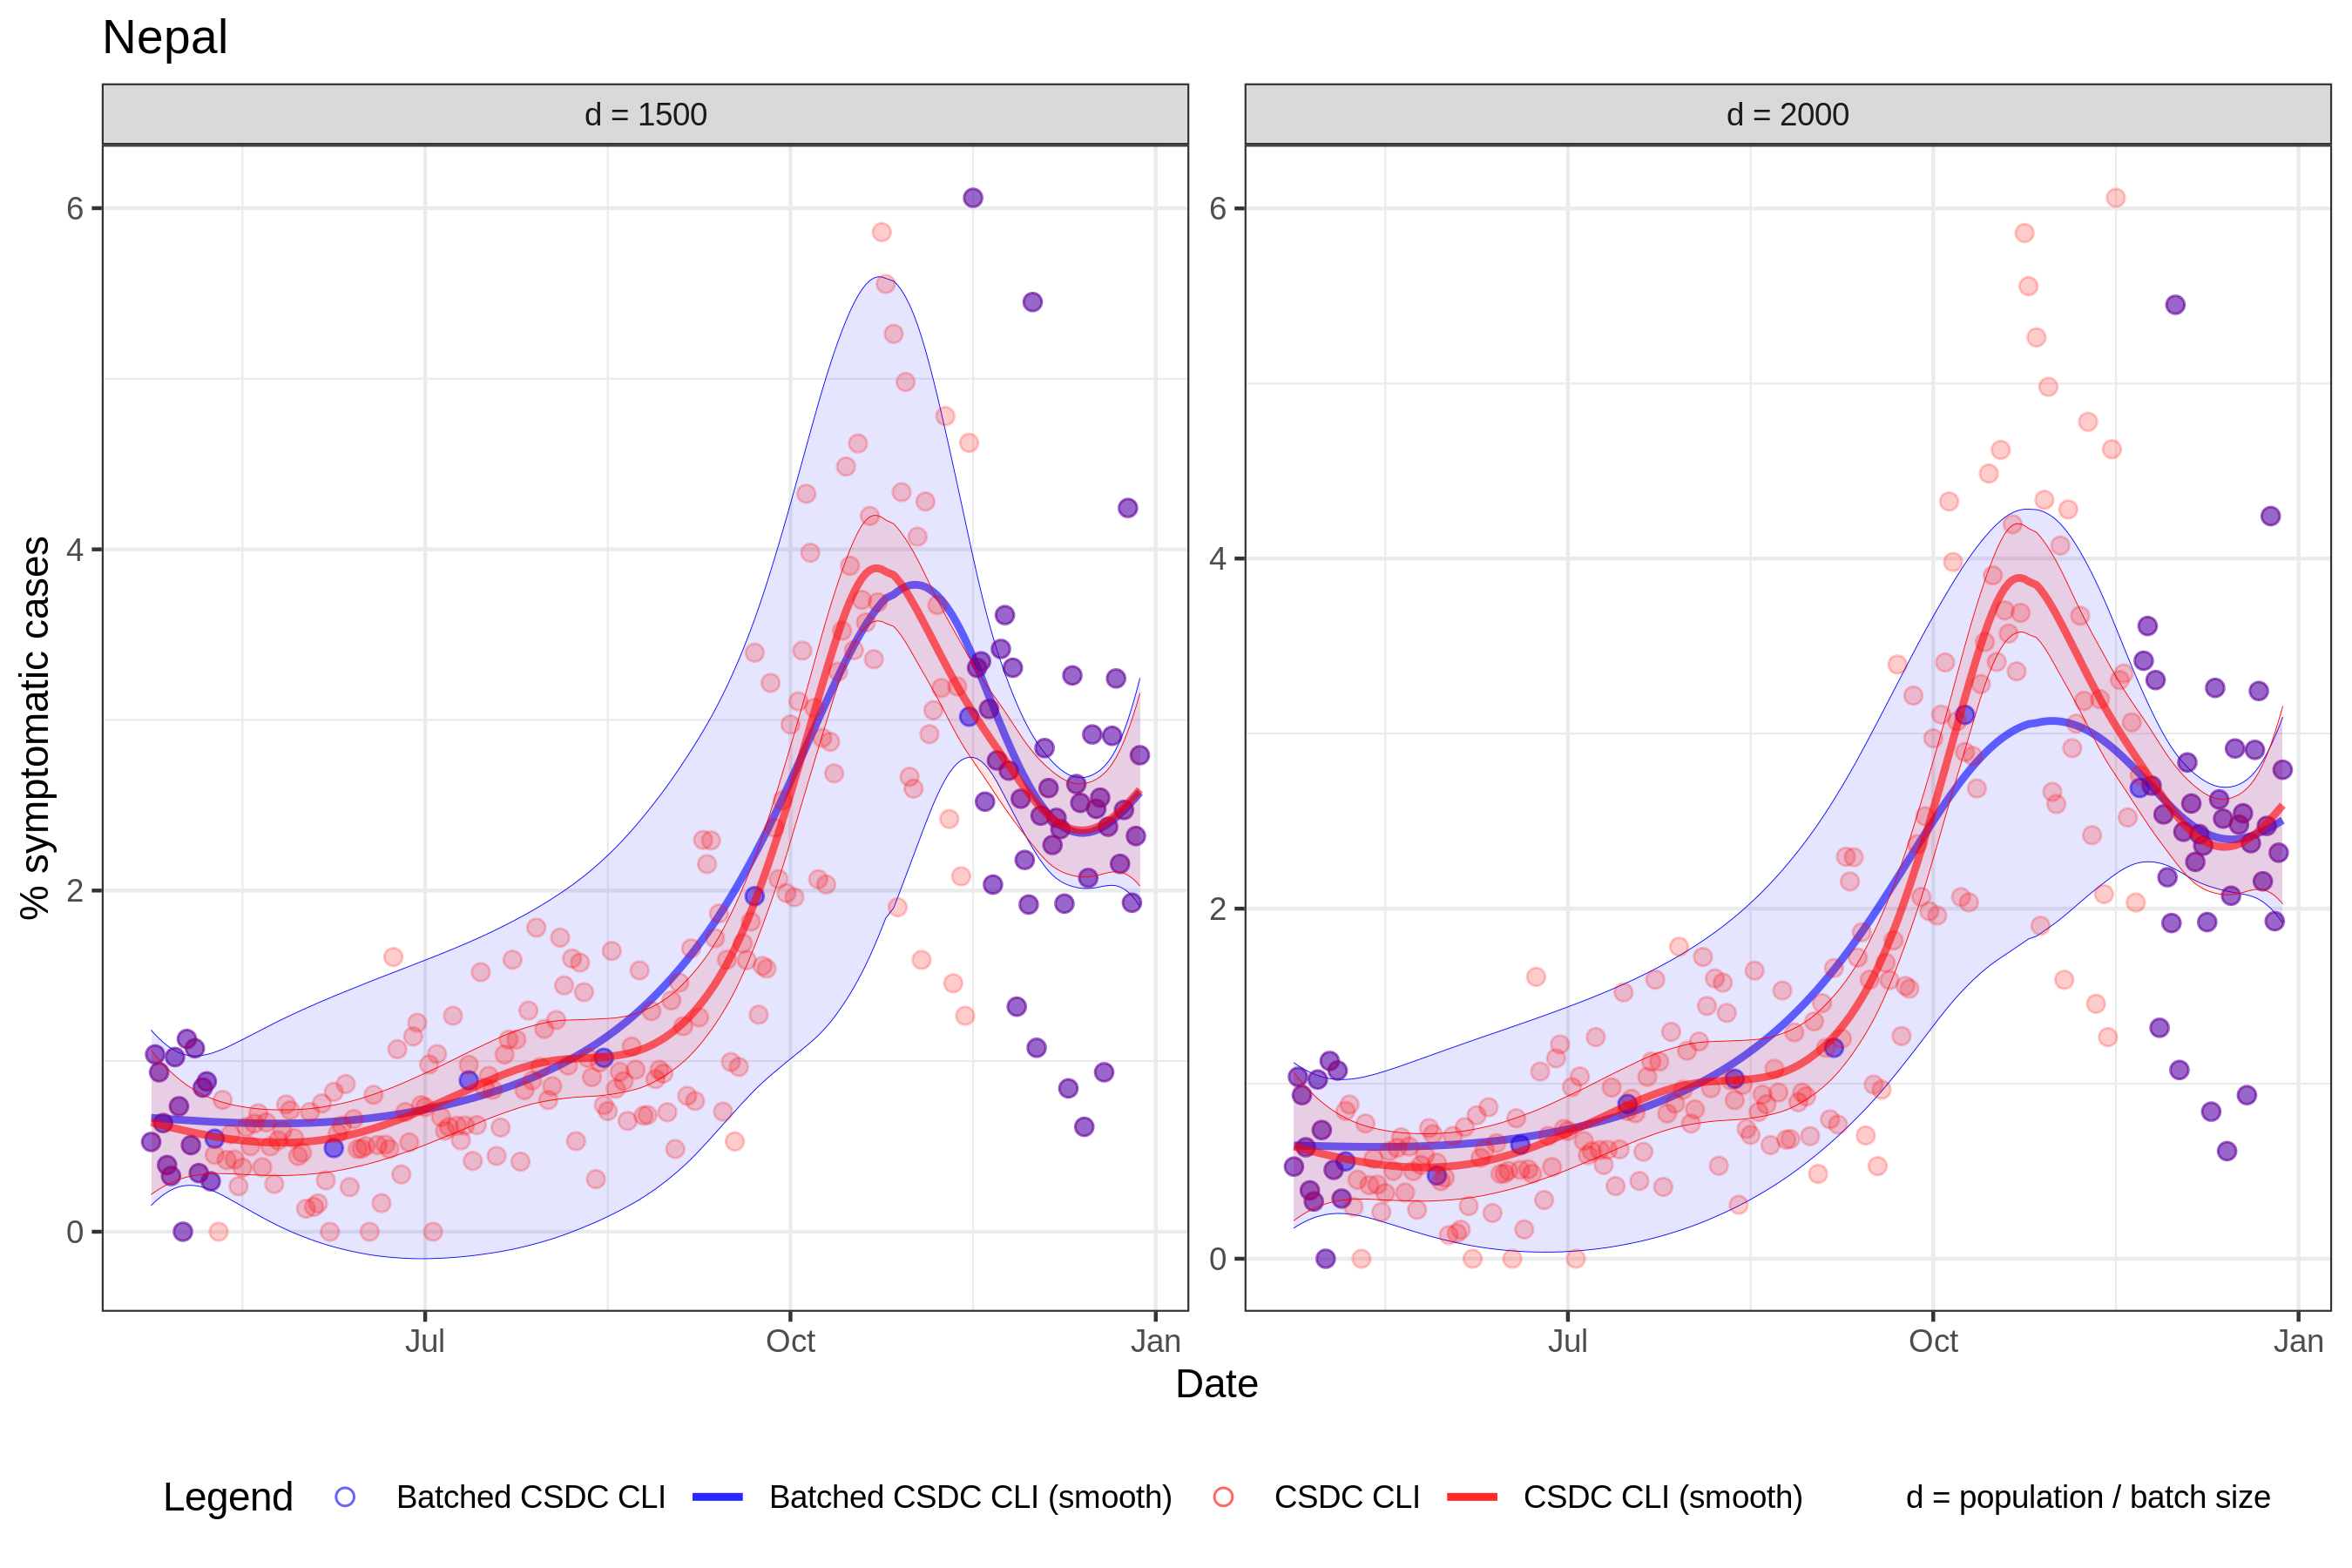 Nepal
d = 1500
d = 2000
% symptomatic cases
6
4
2
0
6
4
2
0
Jul
Oct
Jan
Jul
Oct
Jan
Date
Legend
Batched CSDC CLI
Batched CSDC CLI (smooth)
CSDC CLI
CSDC CLI (smooth)
d = population / batch size